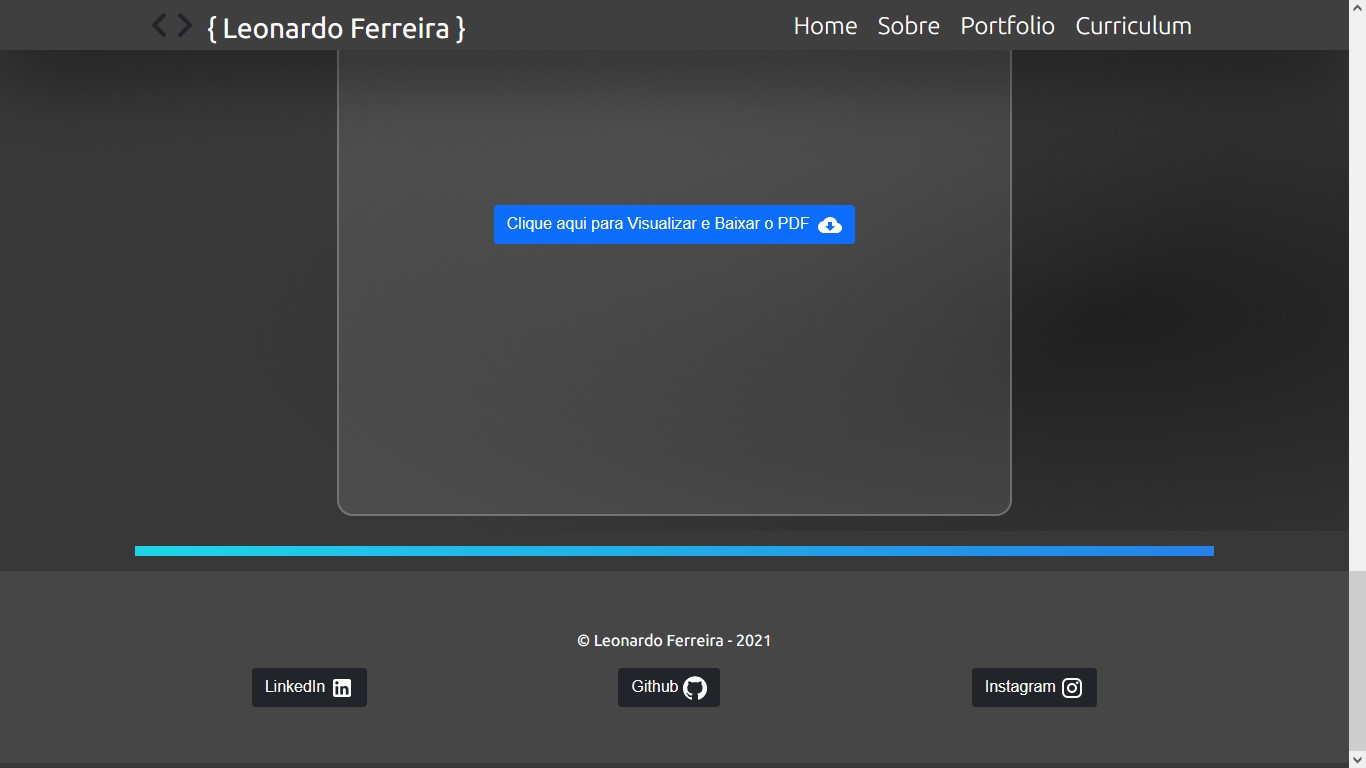 { Leonardo Ferreira }
Home Sobre Portfolio Curriculum
Clique aqui para Visualizar e Baixar o PDF
© Leonardo Ferreira - 2021
LinkedIn Github Instagram